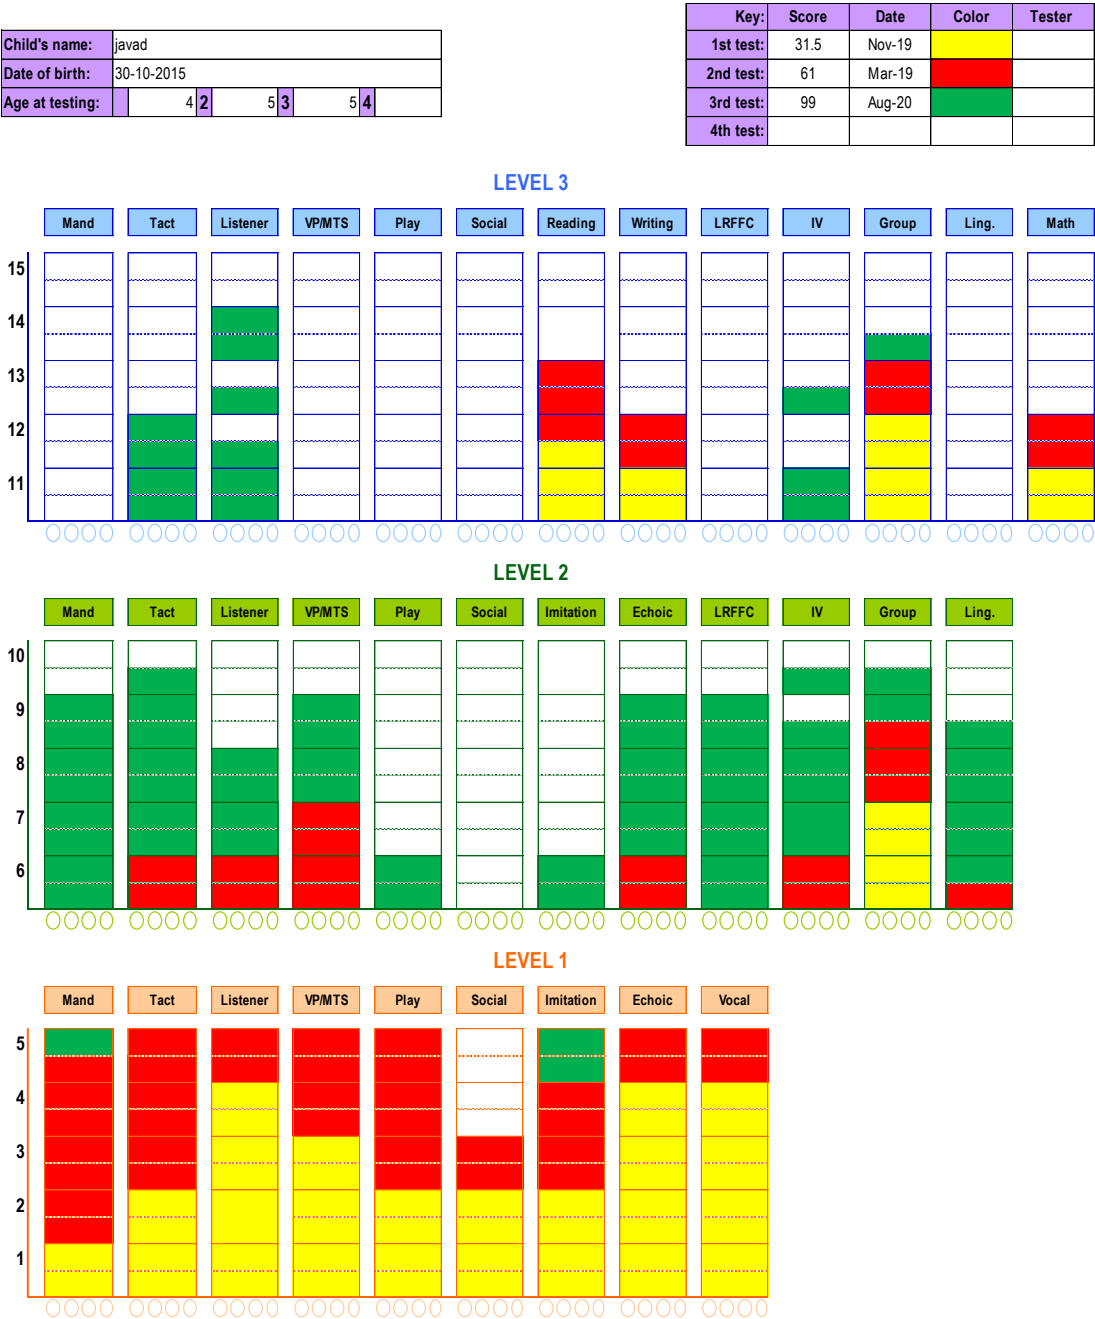 Key: Score Date Color Tester
1st test: 31.5 Nov-19
2nd test: 61 Mar-19
3rd test: 99 Aug-20
4th test:
Child's name: javad
Date of birth: 30-10-2015
Age at testing: 4 2 5 3 5 4
LEVEL 3
Mand Tact Listener VP/MTS Play Social Reading Writing LRFFC IV Group Ling. Math
15
14
13
12
11
LEVEL 2
Mand Tact Listener VP/MTS Play Social Imitation Echoic LRFFC IV Group Ling.
10
9
8
7
6
LEVEL 1
Mand Tact Listener VP/MTS Play Social Imitation Echoic Vocal
5
4
3
2
1